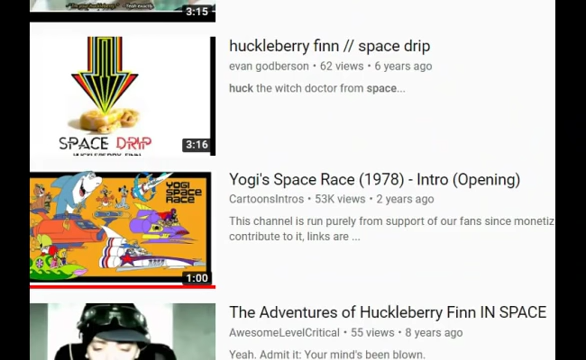 3:15
huckleberry finn // space drip
evan godberson • 62 views • 6 years ago
huck the witch doctor from space...
SPACE DRIP
3:16
Yogi's Space Race (1978) - Intro (Opening)
CartoonsIntros • 53K views • 2 years ago
YOGI
SPACE
RACE
This channel is run purely from support of our fans since monetiz
contribute to it, links are ...
1:00
The Adventures of Huckleberry Finn IN SPACE
AwesomeLevelCritical • 55 views • 8 years ago
Yeah. Admit it: Your mind's been blown.